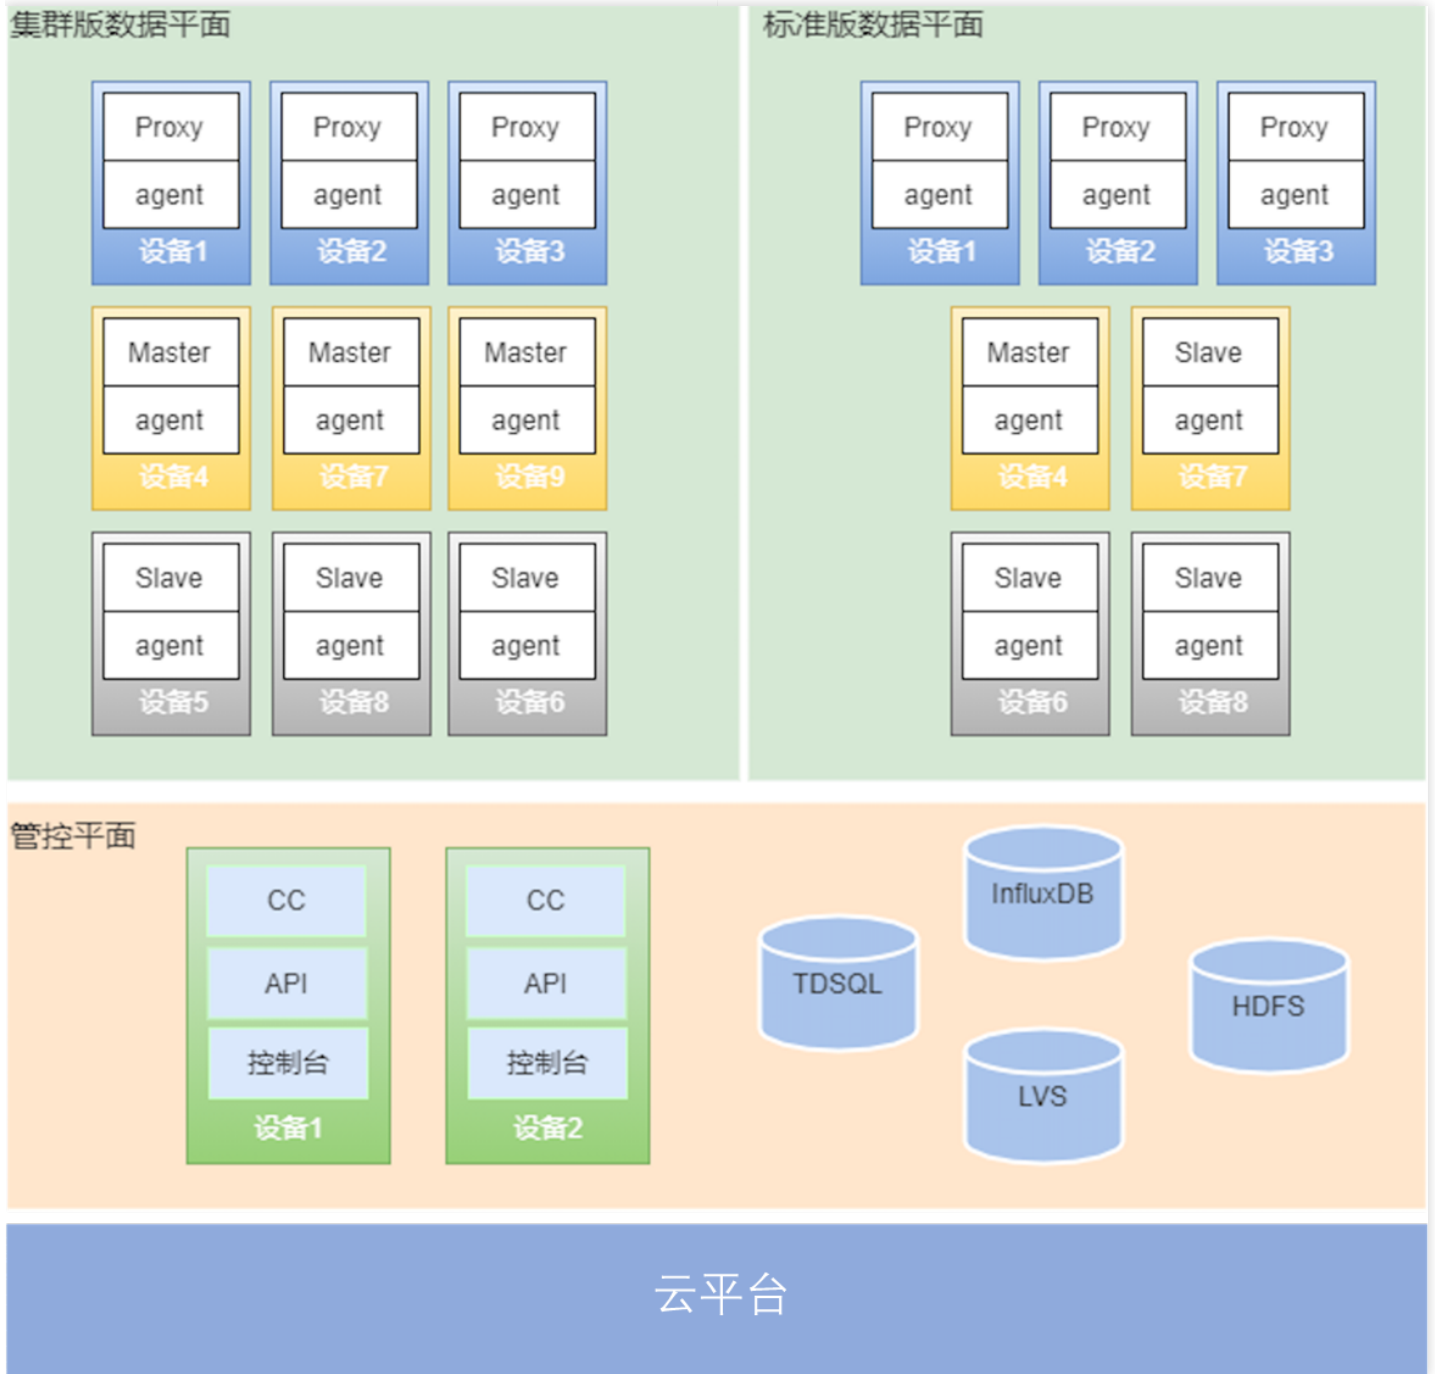 集群版数据平面
Proxy
agent
设备1
Proxy
agent
设备2
Proxy
agent
设备3
Master
agent
设备4
Master
agent
设备7
Master
agent
设备9
Slave
agent
设备5
Slave
agent
设备8
Slave
agent
设备6
标准版数据平面
Proxy
agent
设备1
Proxy
agent
设备2
Proxy
agent
设备3
Master
agent
设备4
Slave
agent
设备7
Slave
agent
设备6
Slave
agent
设备8
管控平面
CC
API
控制台
设备1
CC
API
控制台
设备2
TDSQL
InfluxDB
LVS
HDFS
云平台